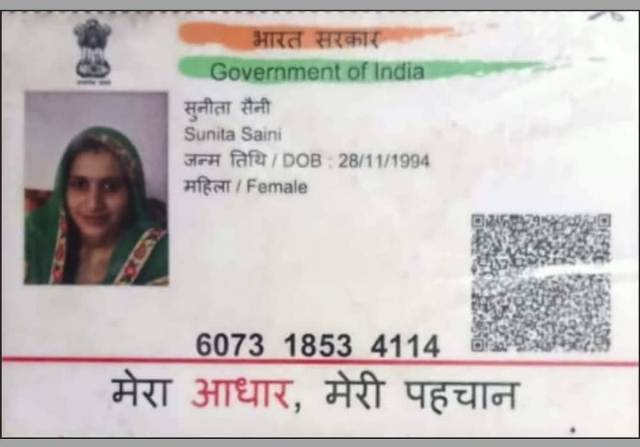 भारत सरकार
Government of India
सुनीता सैनी
Sunita Saini
जन्म तिथि / DOB : 28/11/1994
महिला / Female
6073 1853 4114
मेरा आधार, मेरी पहचान